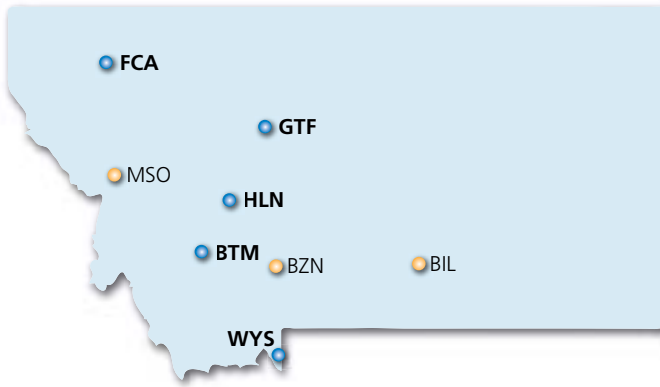 FCA
GTF
MSO
HLN
BTM
BZN
BIL
WYS